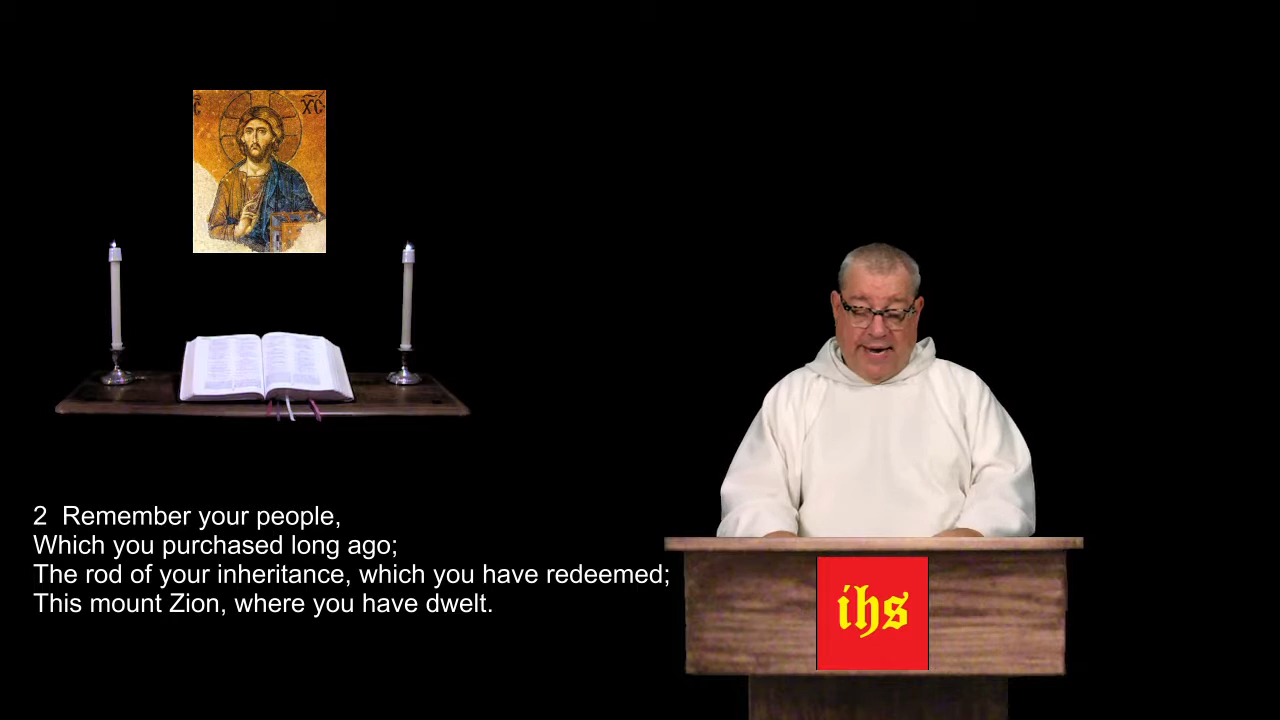 XC
2 Remember your people,
Which you purchased long ago;
The rod of your inheritance, which you have redeemed;
This mount Zion, where you have dwelt.
ihs